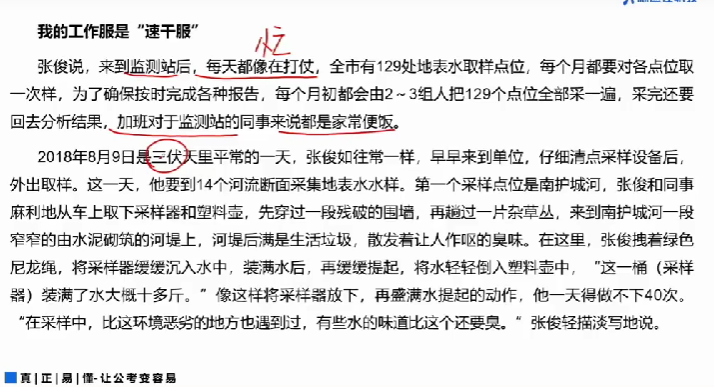 我的工作服是“速干服”
忙
张俊说，来到监测站后，每天都像在打仗，全市有129处地表水取样点位，每个月都要对各点位取
一次样，为了确保按时完成各种报告，每个月初都会由2～3组人把129个点位全部采一遍，采完还要
回去分析结果，加班对于监测站的同事来说都是家常便饭。
2018年8月9日是三伏天里平常的一天，张俊如往常一样，早早来到单位，仔细清点采样设备后，
外出取样。这一天，他要到14个河流断面采集地表水水样。第一个采样点位是南护城河，张俊和同事
麻利地从车上取下采样器和塑料壶，先穿过一段残破的围墙，再趟过一片杂草丛，来到南护城河一段
窄窄的由水泥砌筑的河堤上，河堤后满是生活垃圾，散发着让人作呕的臭味。在这里，张俊拽着绿色
尼龙绳，将采样器缓缓沉入水中，装满水后，再缓缓提起，将水轻轻倒入塑料壶中，“这一桶（采样
器）装满了水大概十多斤。”像这样将采样器放下，再盛满水提起的动作，他一天得做不下40次。
“在采样中，比这环境恶劣的地方也遇到过，有些水的味道比这个还要臭。”张俊轻描淡写地说。
真|正|易|懂-让公考变容易